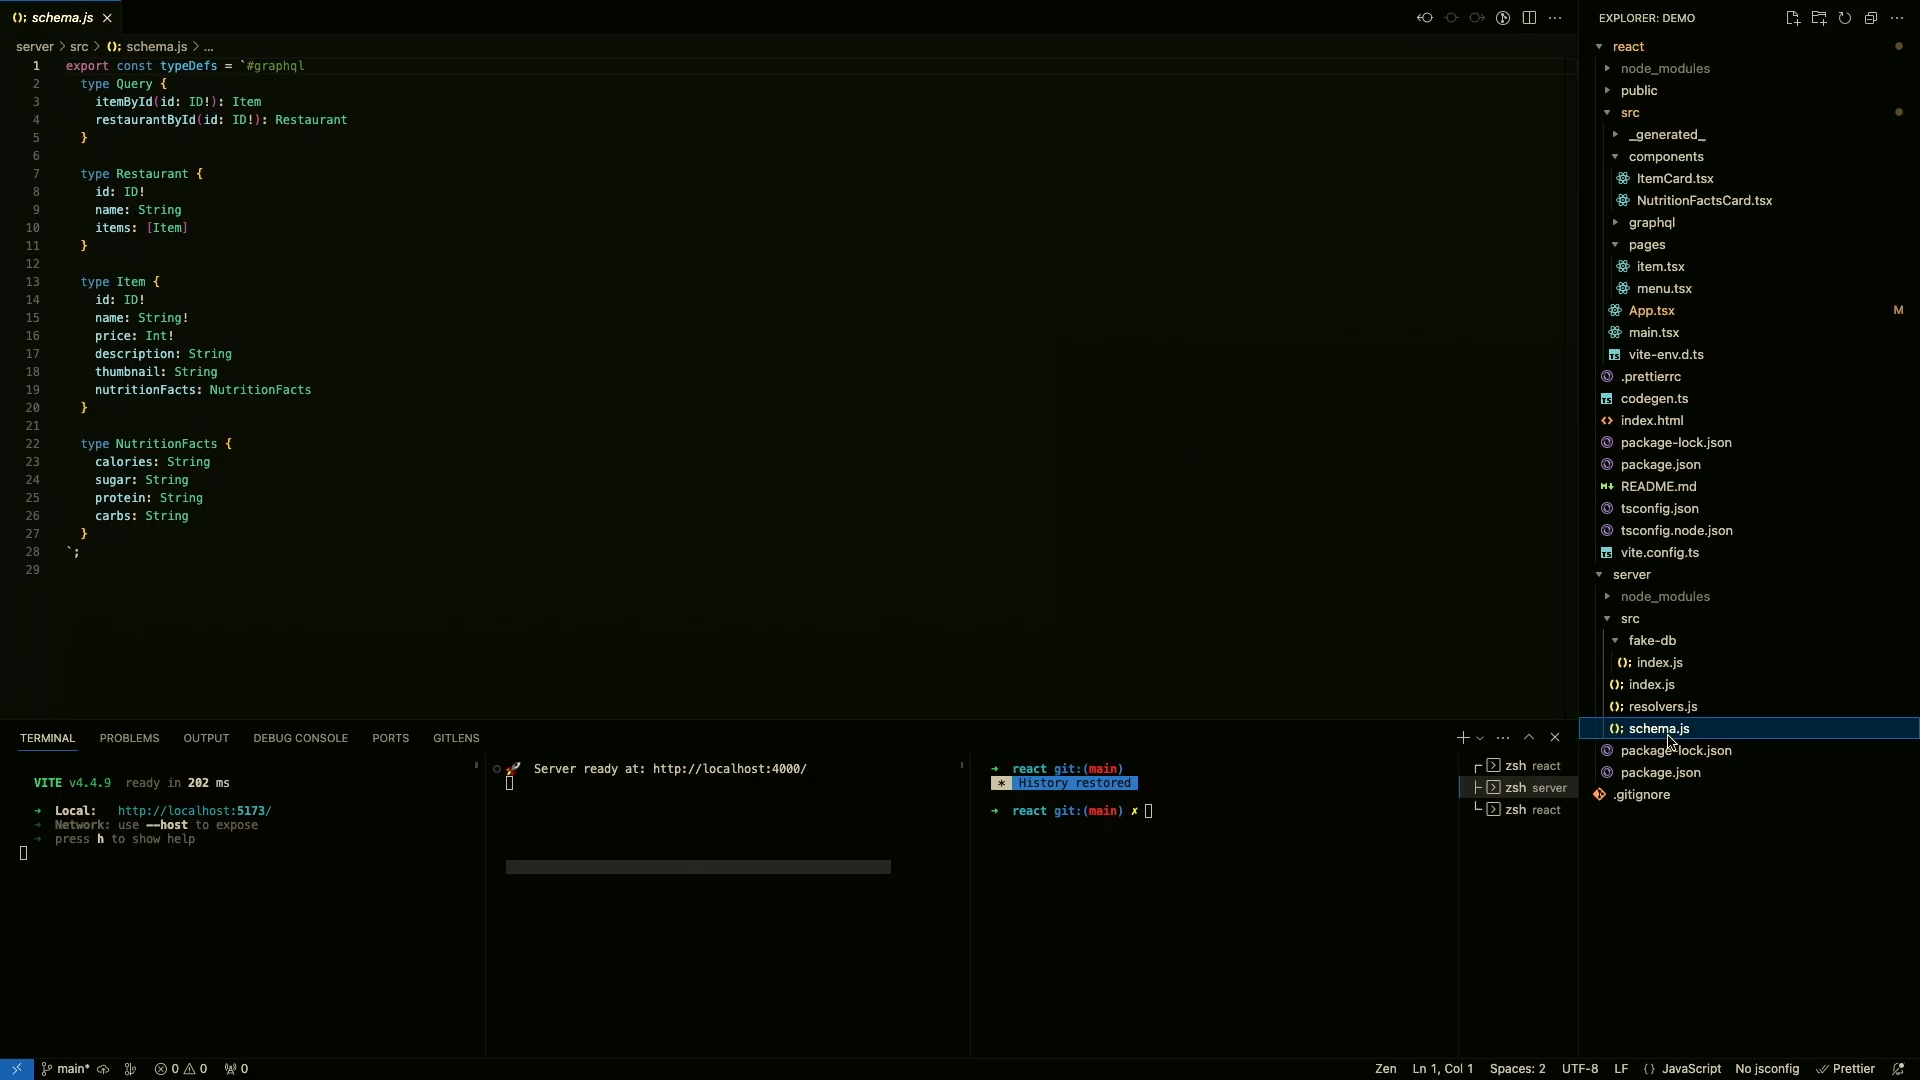 schema.js
server > src > schema.js > ...
1 export const typeDefs = `#graphql
2 type Query {
3 itemById(id: ID!): Item
4 restaurantById(id: ID!): Restaurant
5 }
6
7 type Restaurant {
8 id: ID!
9 name: String
10 items: [Item]
11 }
12
13 type Item {
14 id: ID!
15 name: String!
16 price: Int!
17 description: String
18 thumbnail: String
19 nutritionFacts: NutritionFacts
20 }
21
22 type NutritionFacts {
23 calories: String
24 sugar: String
25 protein: String
26 carbs: String
27 }
28 `;
29
TERMINAL PROBLEMS OUTPUT DEBUG CONSOLE PORTS GITLENS
VITE v4.4.9 ready in 202 ms
➜ Local: http://localhost:5173/
➜ Network: use --host to expose
➜ press h to show help
🚀 Server ready at: http://localhost:4000/
➜ react git:(main)
* History restored
➜ react git:(main) ✗
zsh react
zsh server
zsh react
EXPLORER: DEMO
react
node_modules
public
src
_generated_
components
ItemCard.tsx
NutritionFactsCard.tsx
graphql
pages
item.tsx
menu.tsx
App.tsx M
main.tsx
vite-env.d.ts
.prettierrc
codegen.ts
index.html
package-lock.json
package.json
README.md
tsconfig.json
tsconfig.node.json
vite.config.ts
server
node_modules
src
fake-db
index.js
index.js
resolvers.js
schema.js
package-lock.json
package.json
.gitignore
main* 0 0 0 Zen Ln 1, Col 1 Spaces: 2 UTF-8 LF { } JavaScript No jsconfig Prettier